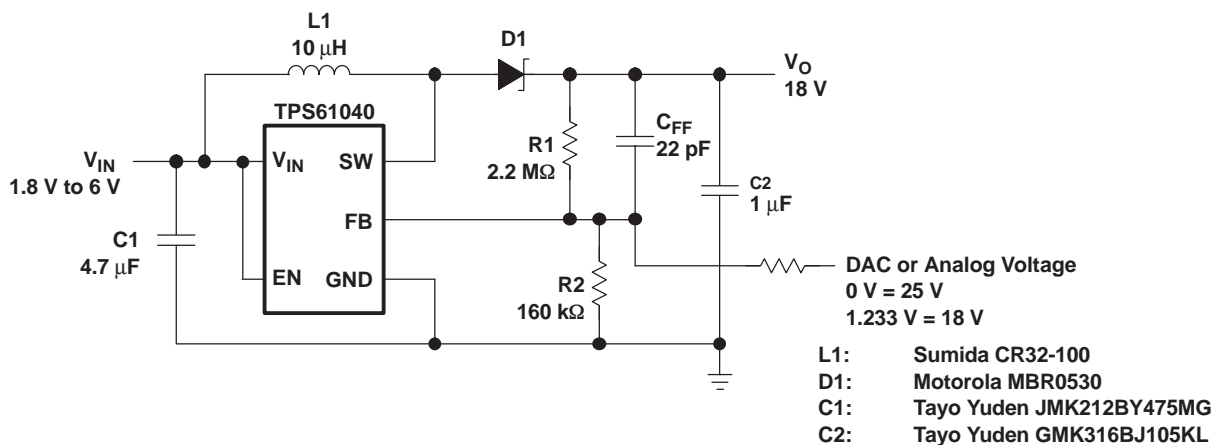 L1
10 μH
D1
VO
18 V
TPS61040
VIN
1.8 V to 6 V
VIN
SW
R1
2.2 MΩ
CFF
22 pF
C2
1 μF
FB
C1
4.7 μF
EN
GND
R2
160 kΩ
DAC or Analog Voltage
0 V = 25 V
1.233 V = 18 V
L1: Sumida CR32-100
D1: Motorola MBR0530
C1: Tayo Yuden JMK212BY475MG
C2: Tayo Yuden GMK316BJ105KL